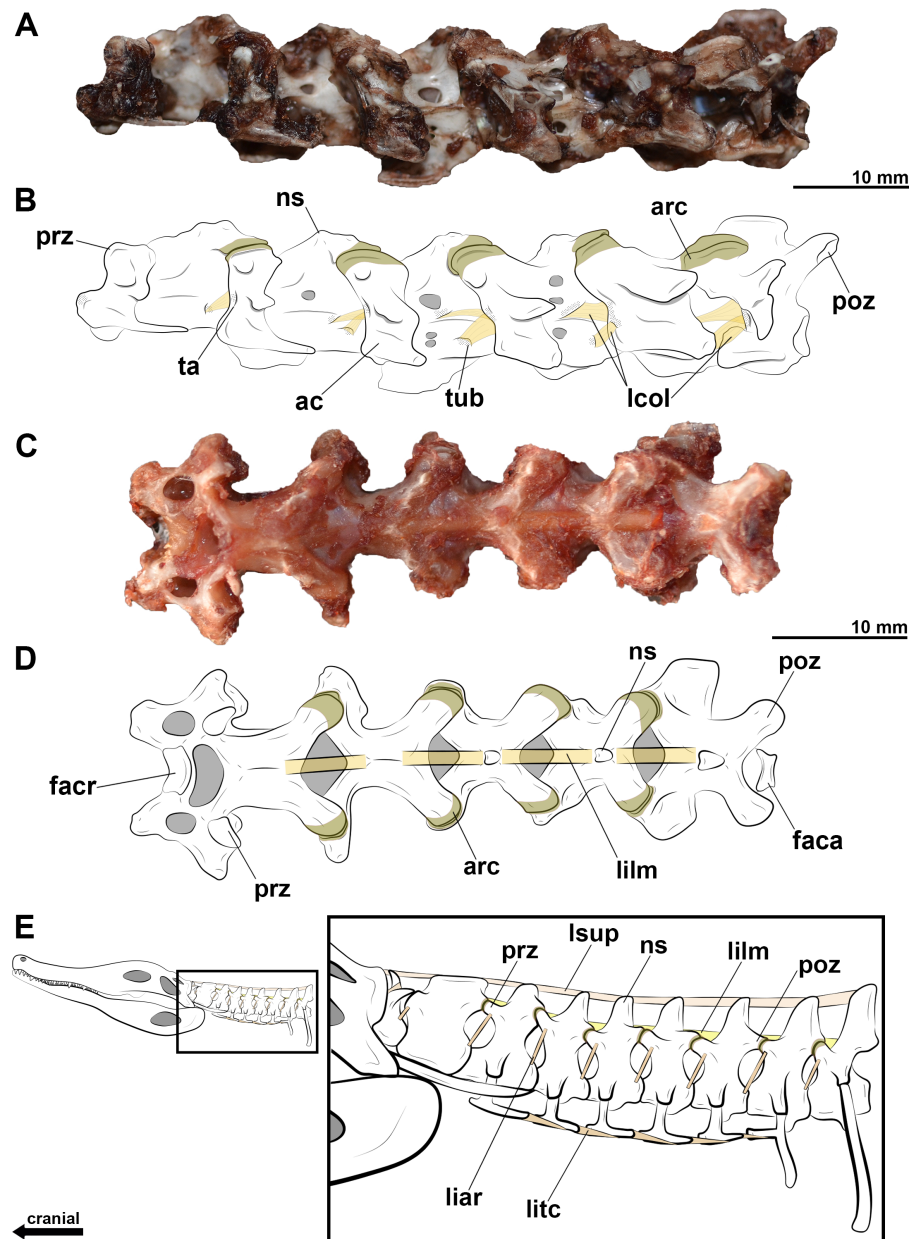 A
10 mm
B
ns
arc
prz
poz
ta
ac
tub
lcol
C
10 mm
D
ns
poz
facr
faca
prz
arc
lilm
E
lsup
prz
ns
lilm
poz
liar
litc
cranial